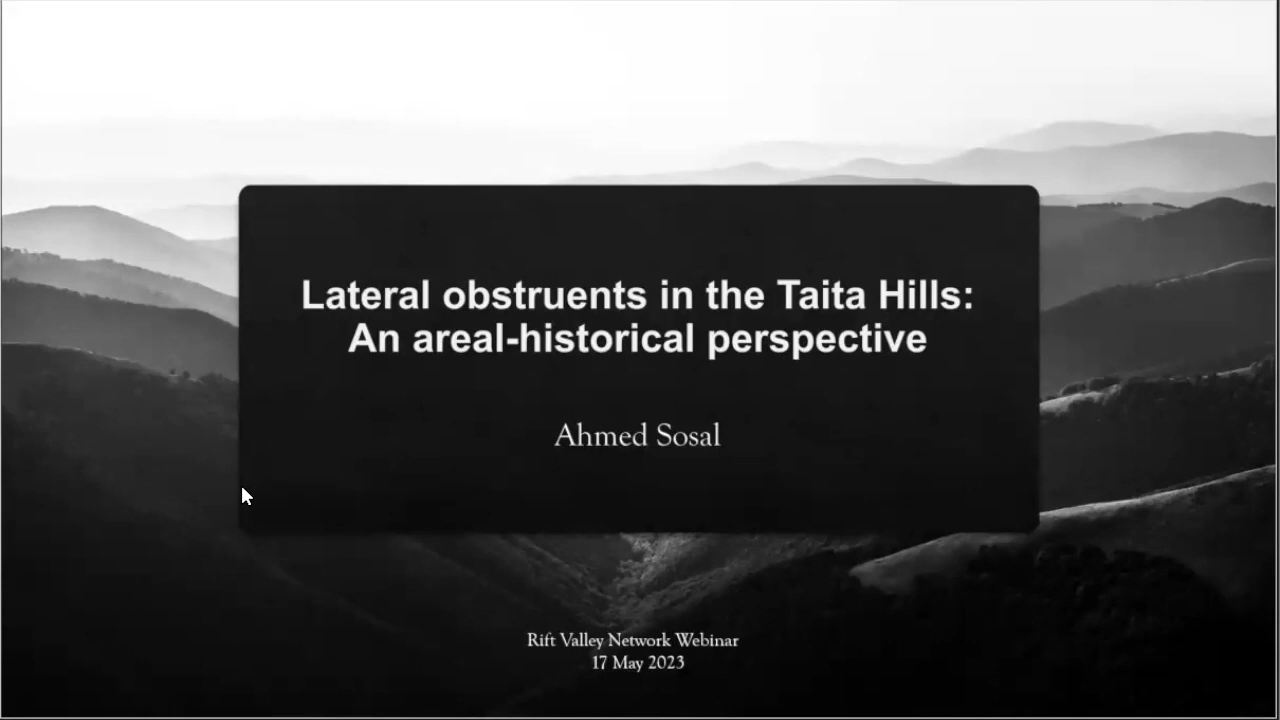 Lateral obstruents in the Taita Hills:
An areal-historical perspective
Ahmed Sosal
Rift Valley Network Webinar
17 May 2023